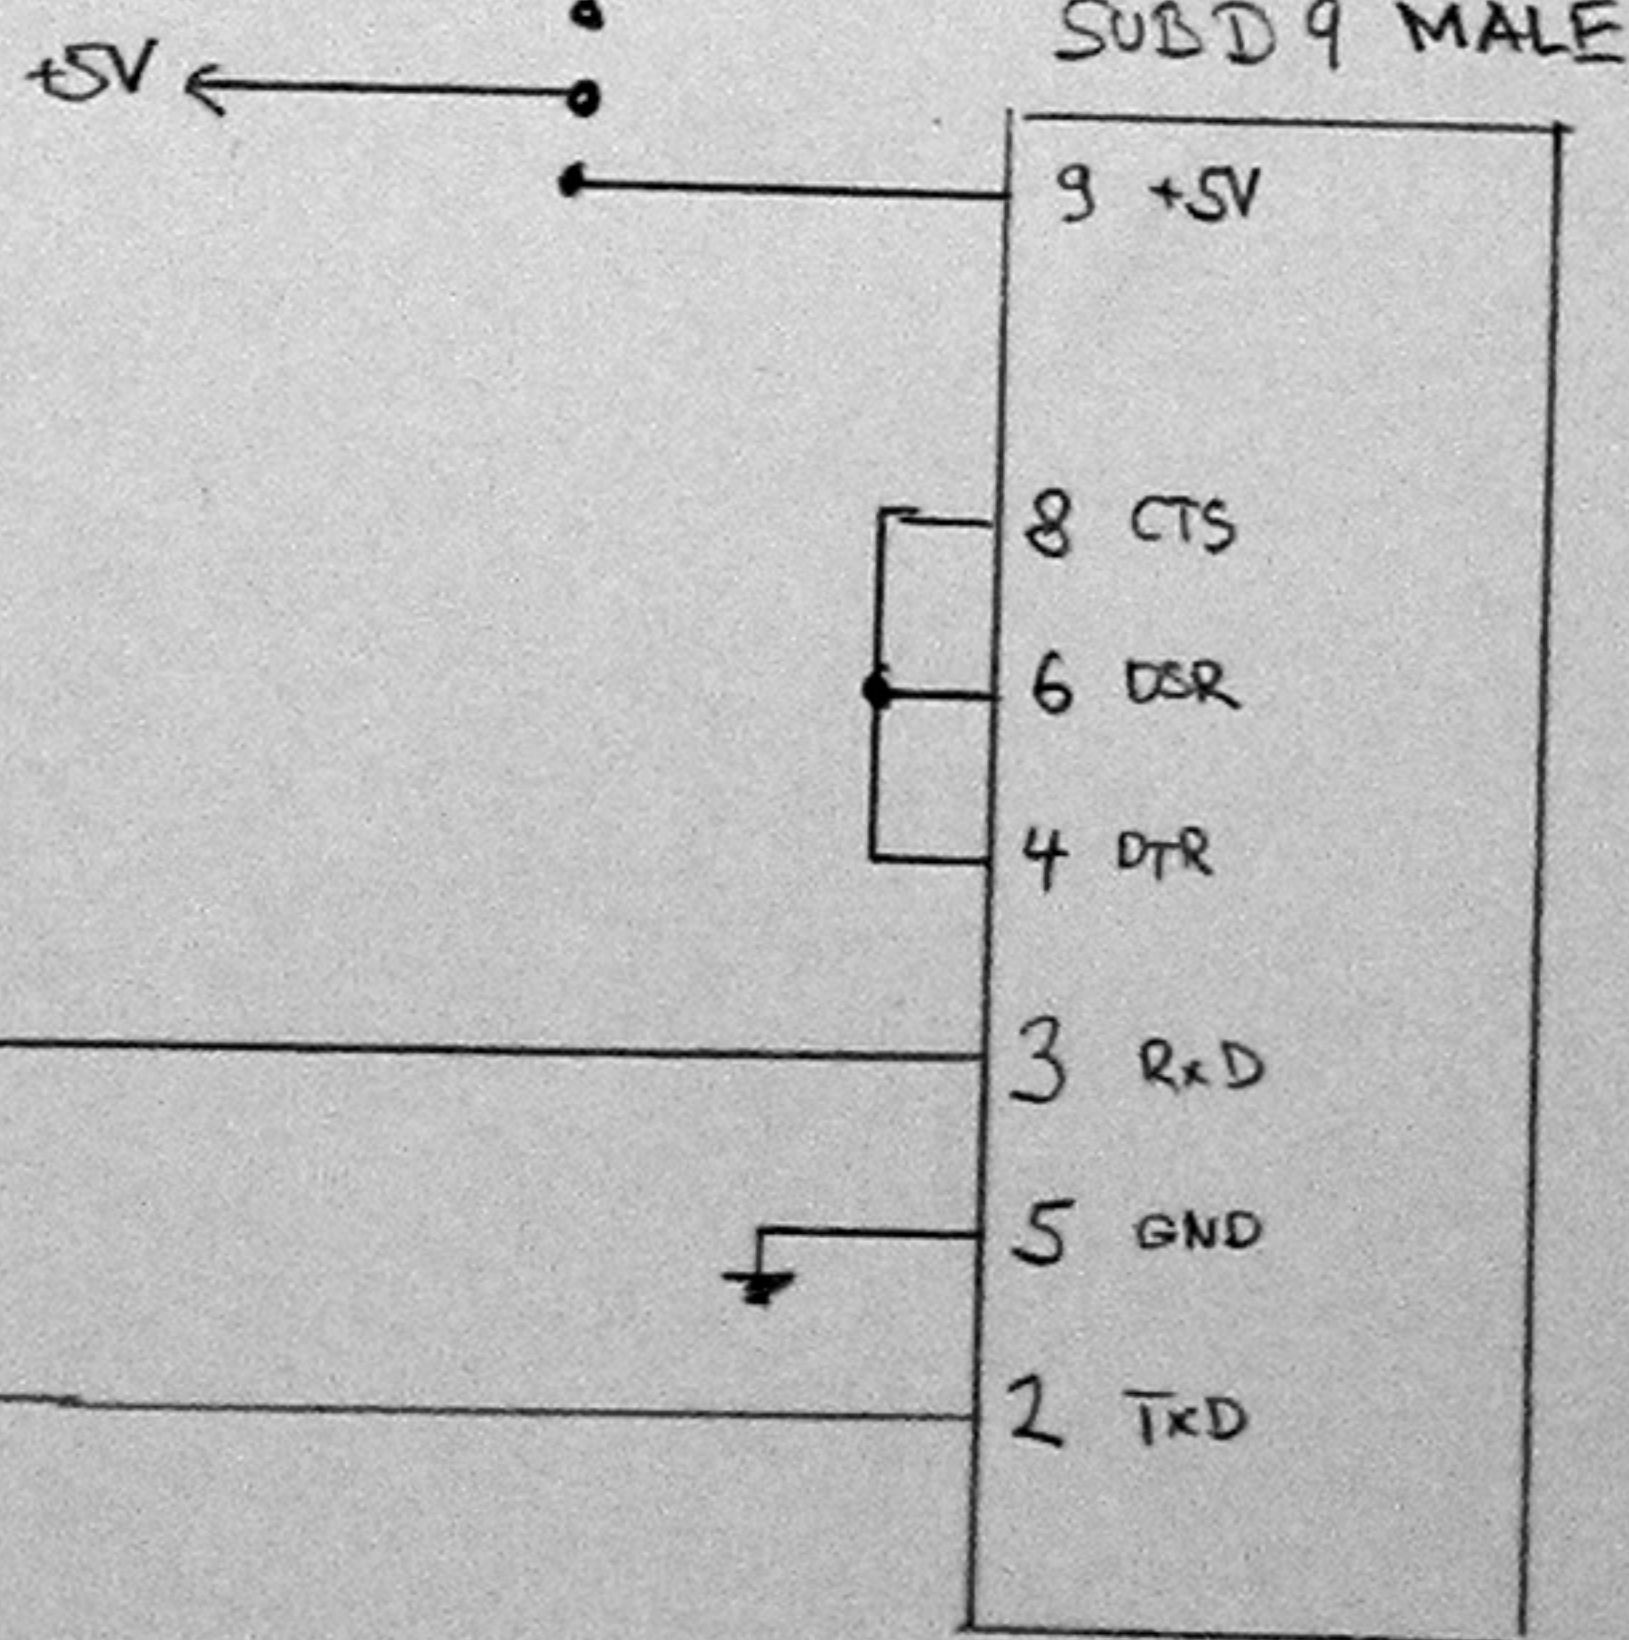 SUBD 9 MALE
+5V
9 +5V
8 CTS
6 DSR
4 DTR
3 RxD
5 GND
2 TxD